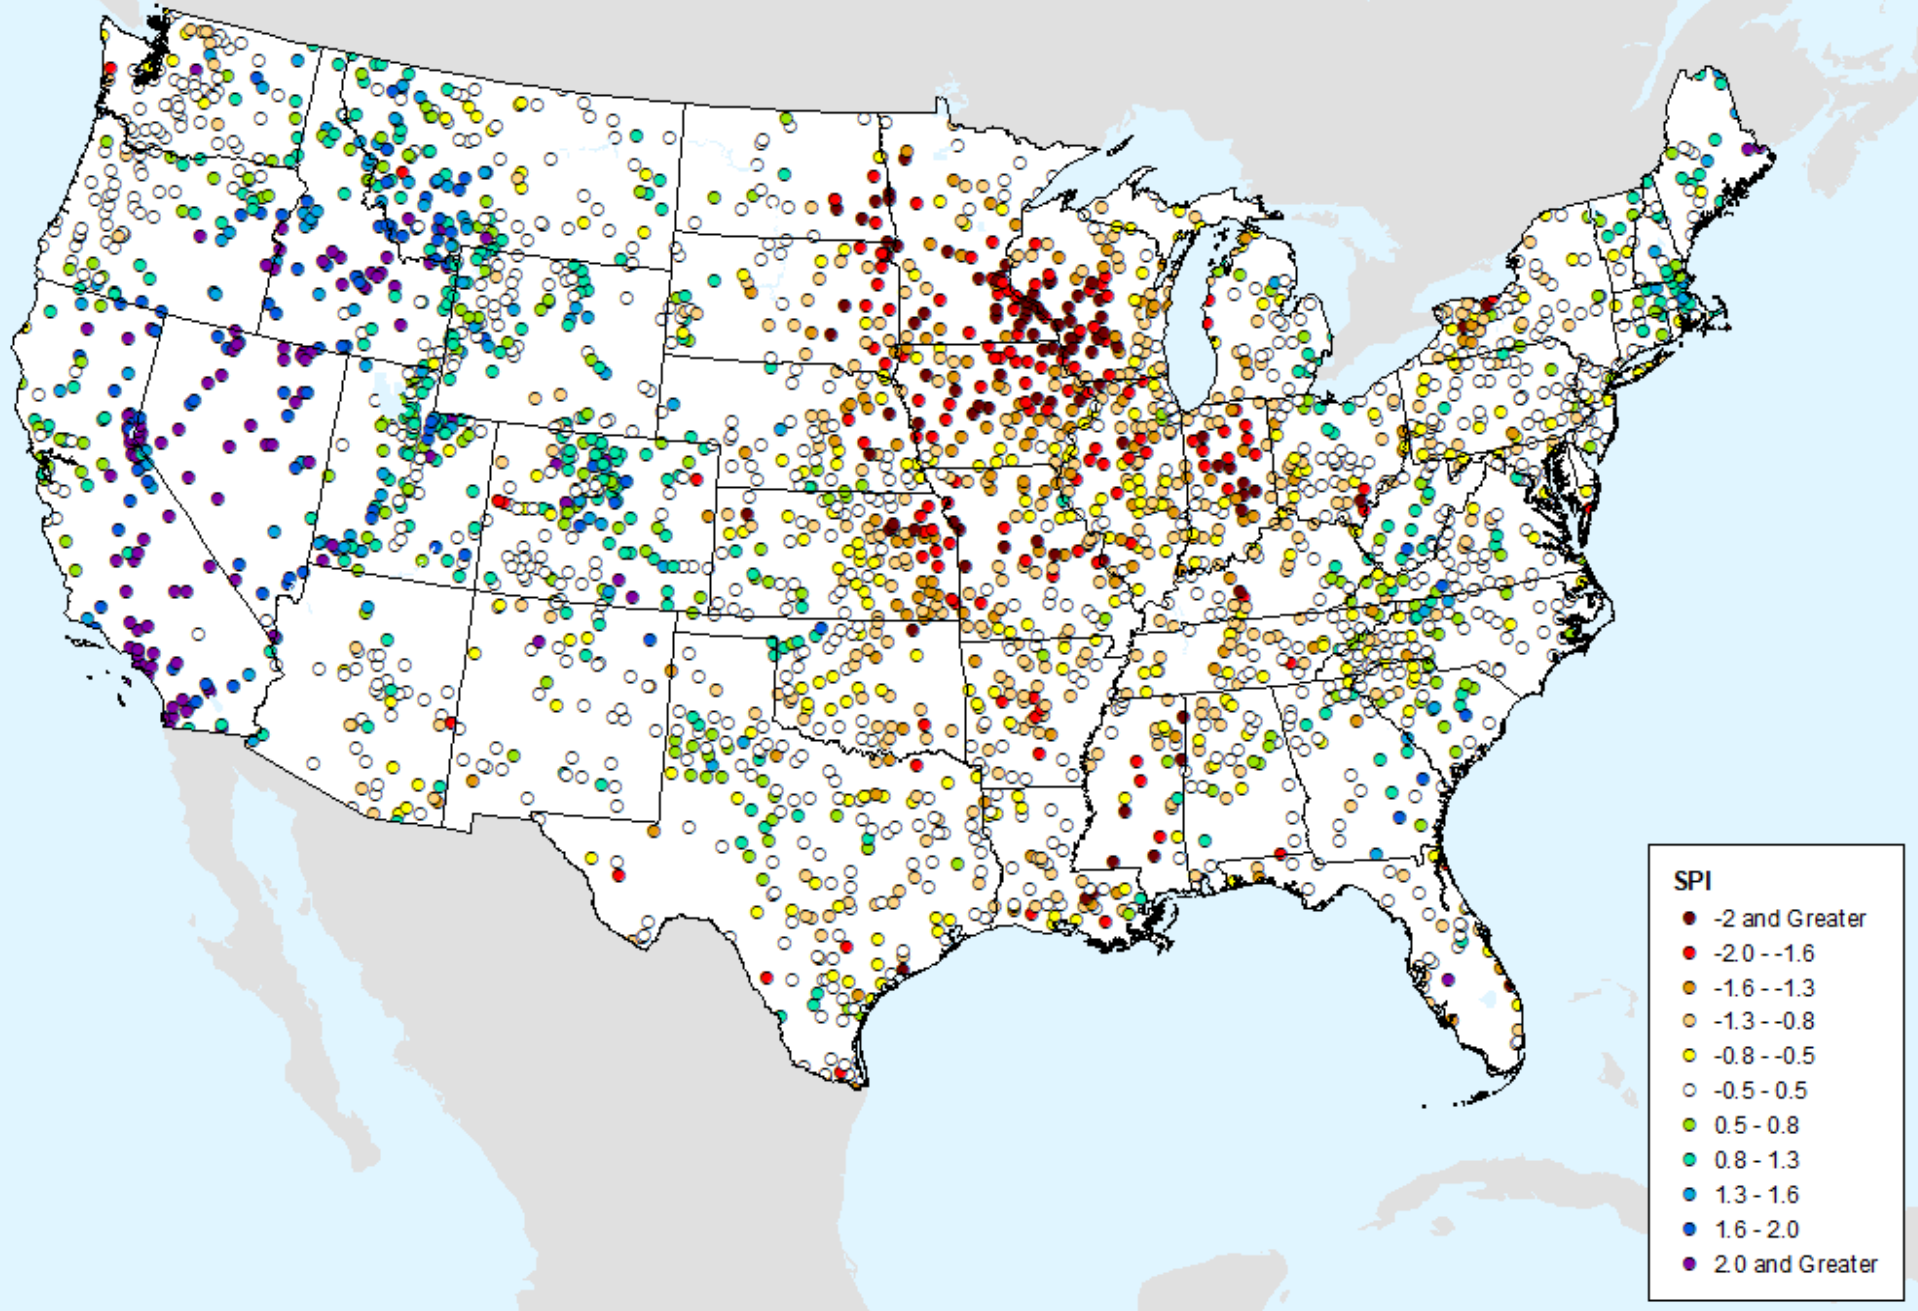 SPI
-2 and Greater
-2.0 - -1.6
-1.6 - -1.3
-1.3 - -0.8
-0.8 - -0.5
-0.5 - 0.5
0.5 - 0.8
0.8 - 1.3
1.3 - 1.6
1.6 - 2.0
2.0 and Greater